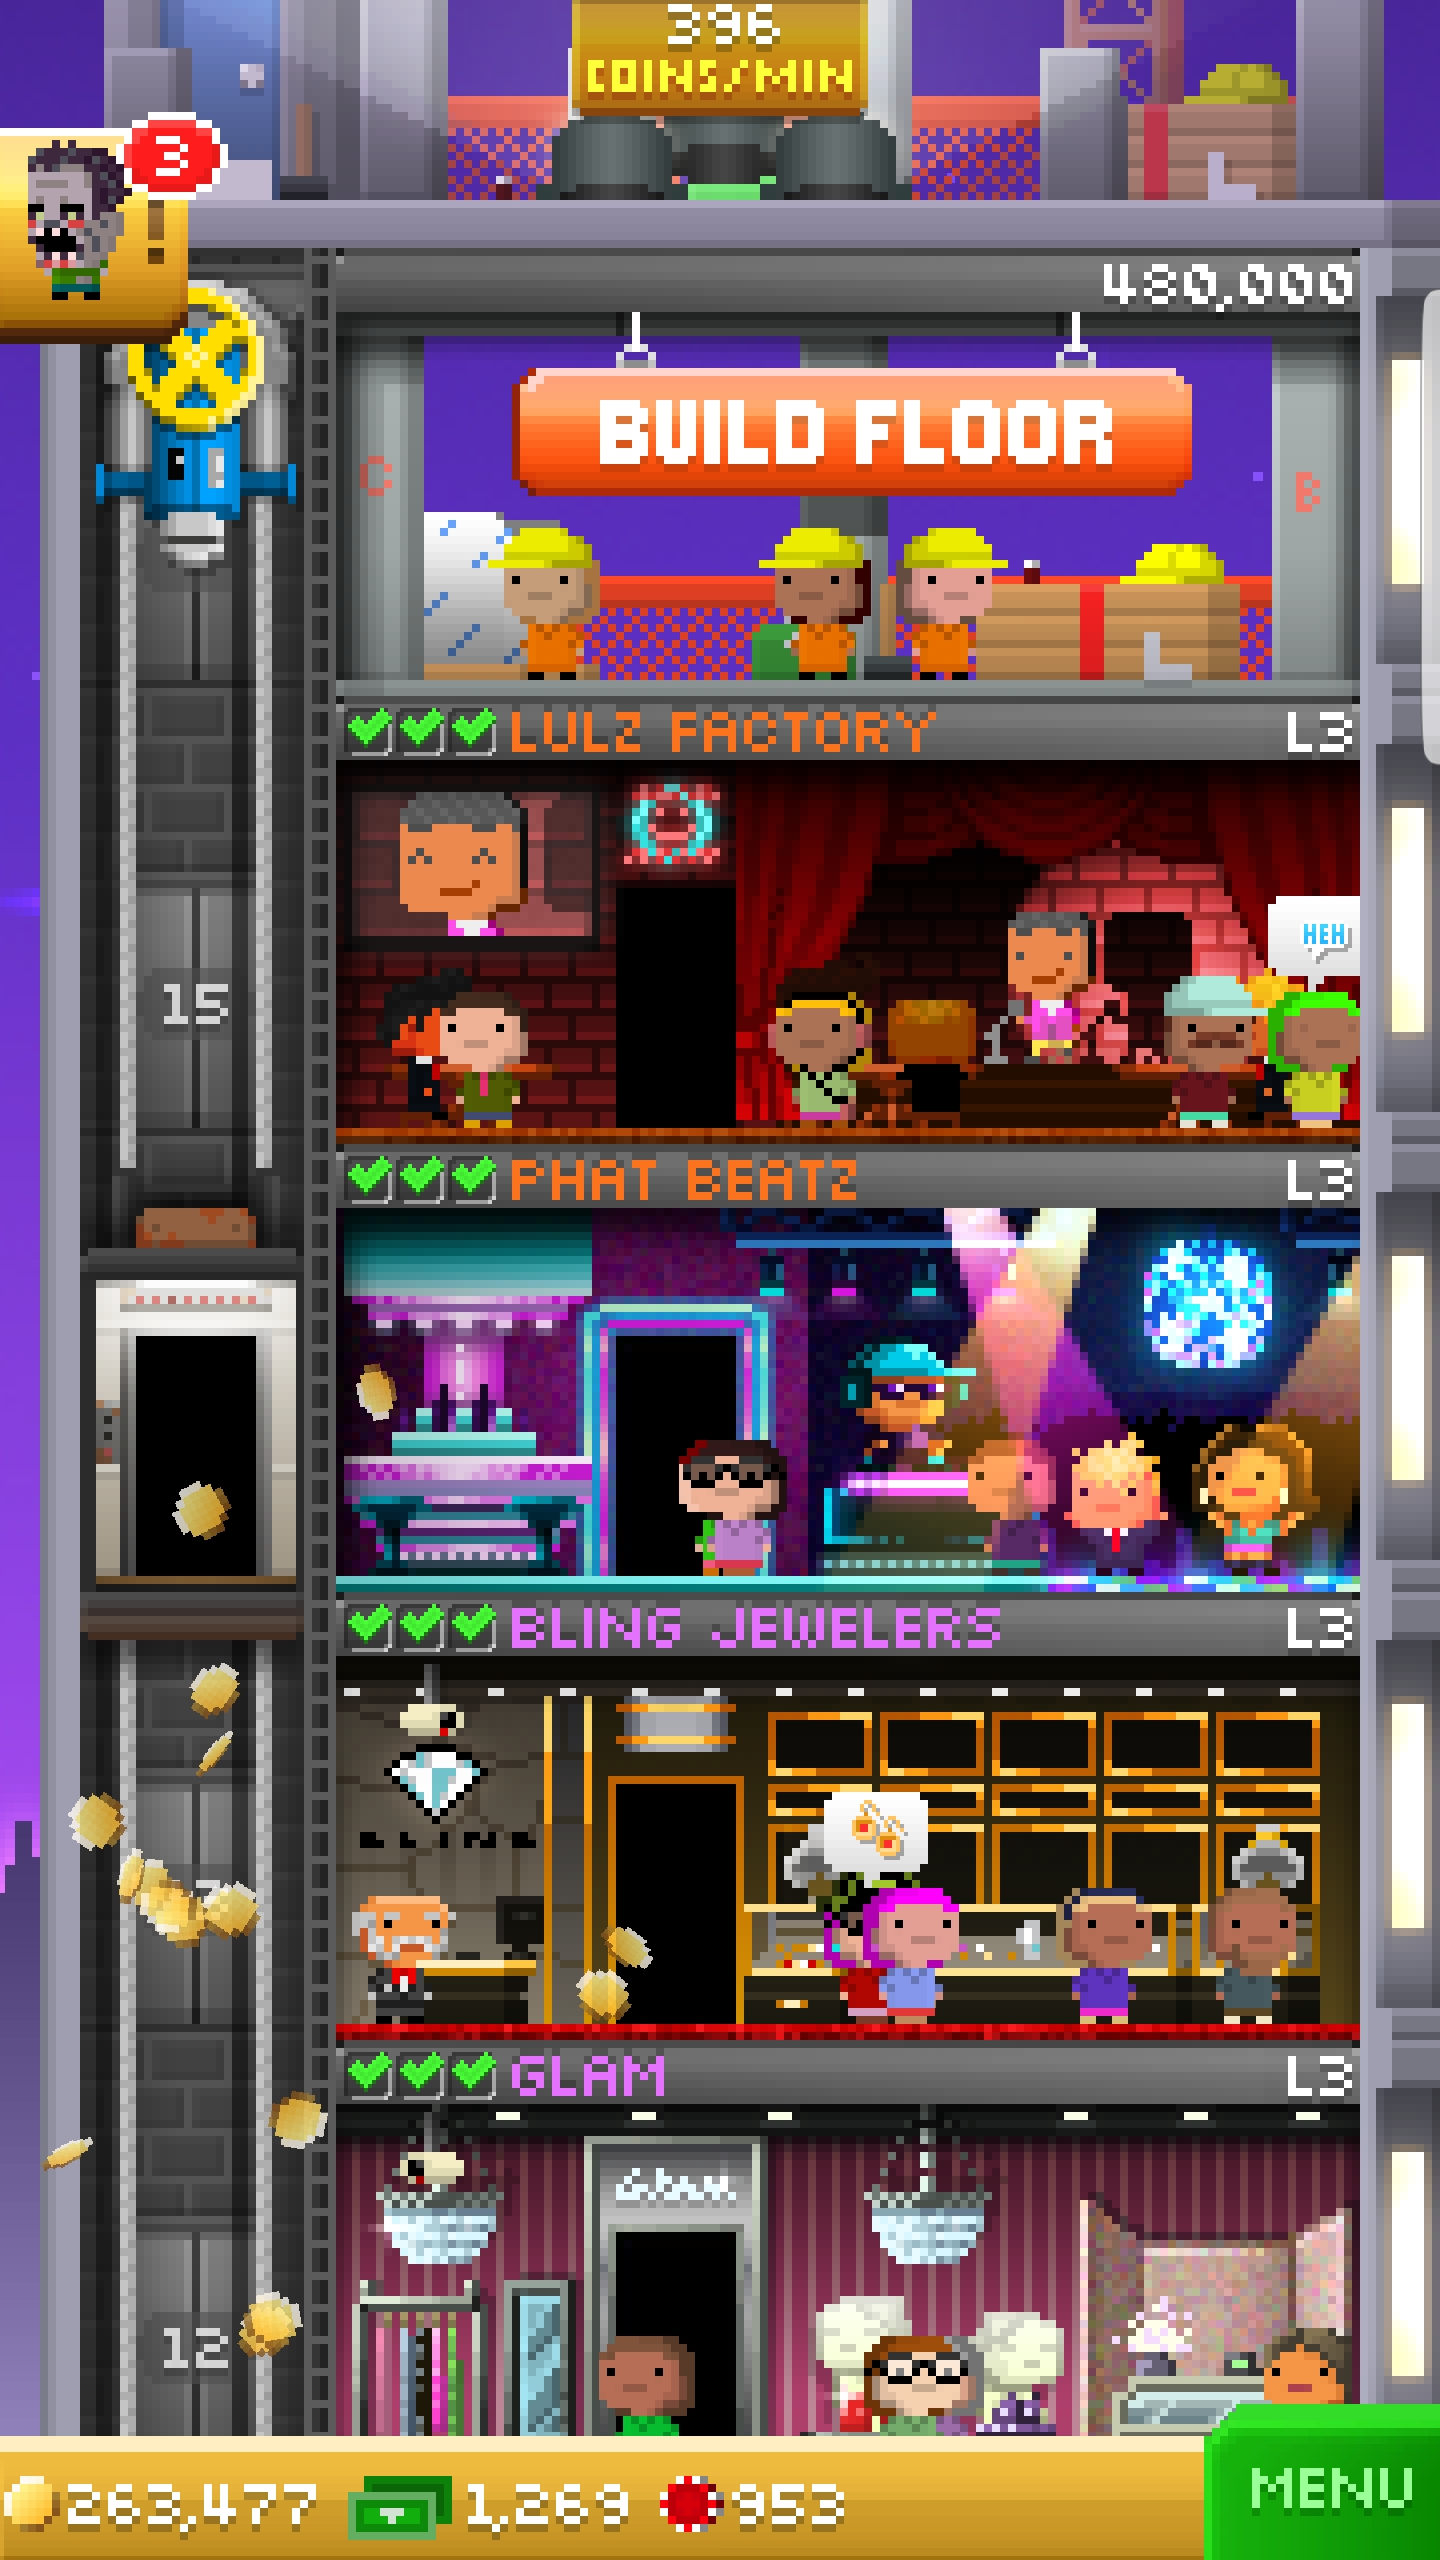 396
COINS/MIN
3
!
480,000
BUILD FLOOR
C
B
LULZ FACTORY
L3
HEH
15
PHAT BEATZ
L3
BLING JEWELERS
L3
BLING
GLAM
L3
Glam
12
263,477
1,269
953
MENU